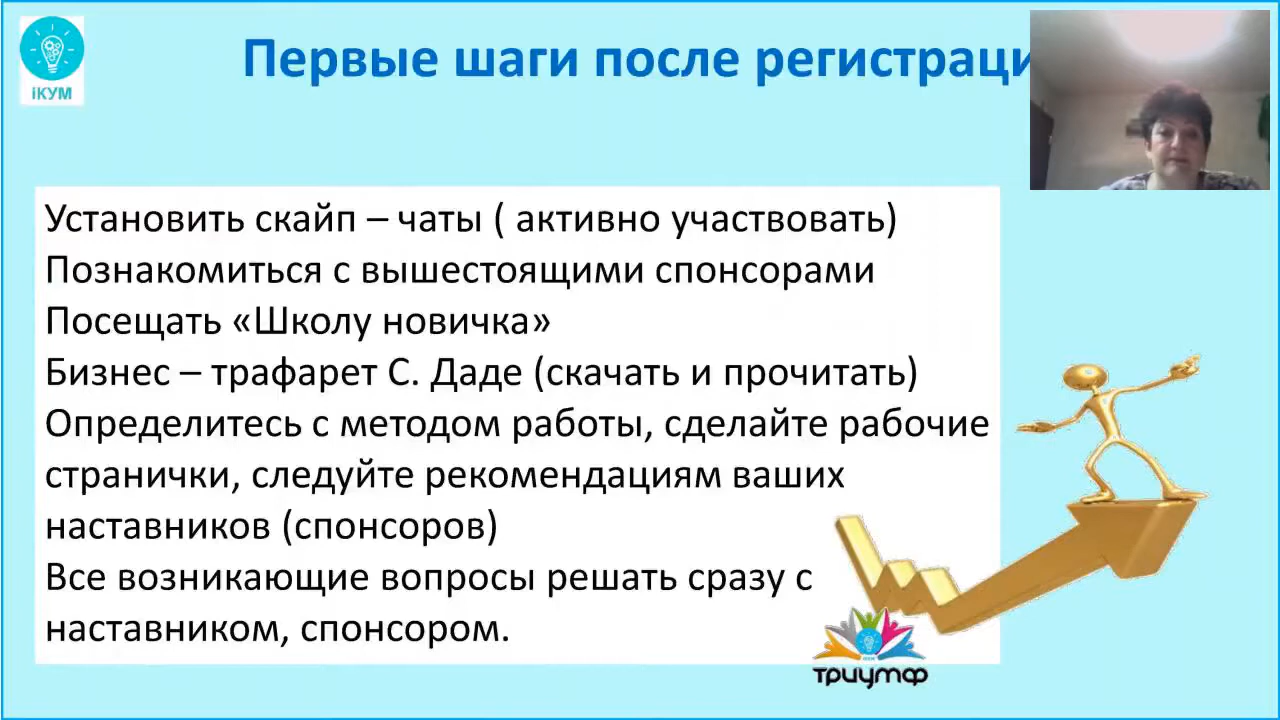 iКУМ
Первые шаги после регистраци
Установить скайп – чаты ( активно участвовать)
Познакомиться с вышестоящими спонсорами
Посещать «Школу новичка»
Бизнес – трафарет С. Даде (скачать и прочитать)
Определитесь с методом работы, сделайте рабочие
странички, следуйте рекомендациям ваших
наставников (спонсоров)
Все возникающие вопросы решать сразу с
наставником, спонсором.
триумф